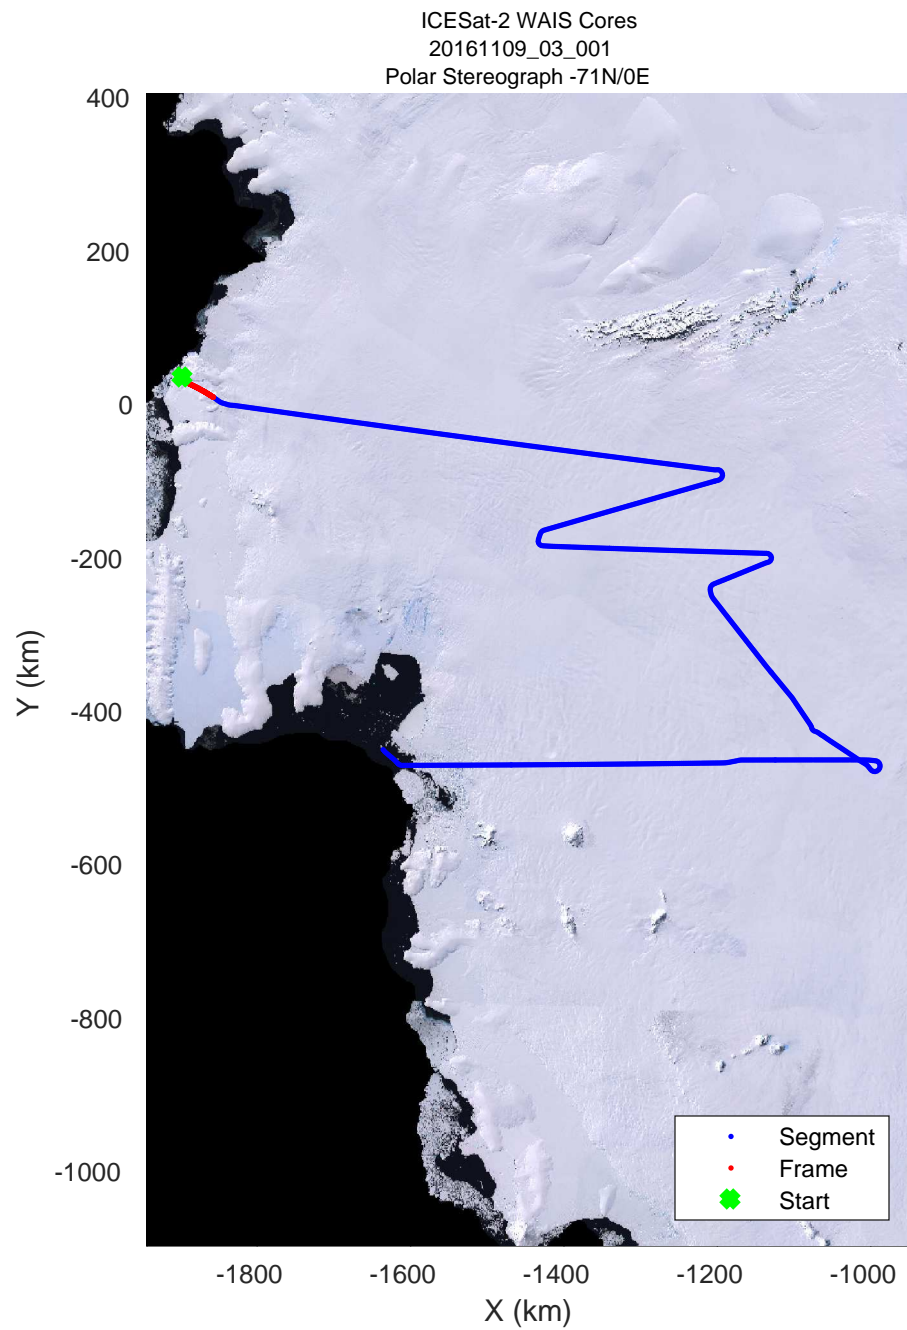 ICESat-2 WAIS Cores
20161109_03_001
Polar Stereograph -71N/0E
400
200
0
-200
-400
-600
-800
-1000
Y (km)
-1800
-1600
-1400
-1200
-1000
X (km)
Segment
Frame
Start